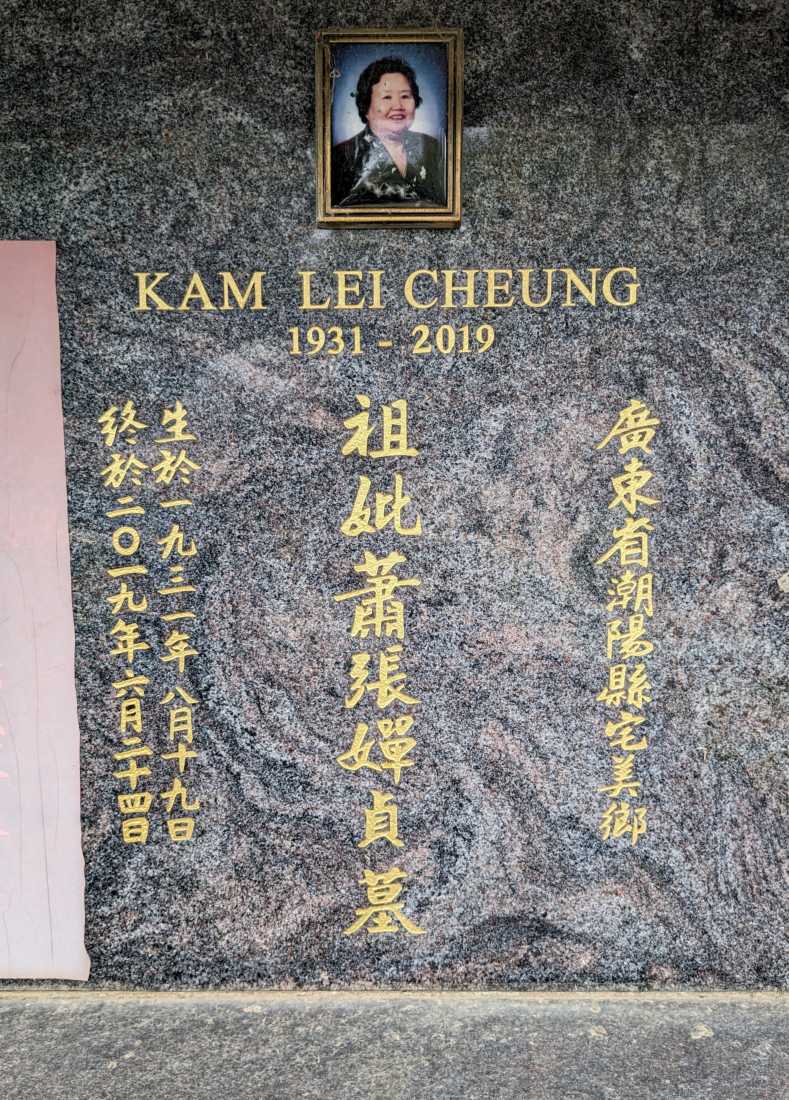 KAM LEI CHEUNG
1931 - 2019
廣東省潮陽縣宅美鄉
祖妣蕭張嬋貞墓
生於一九三一年八月十九日
終於二〇一九年六月二十四日